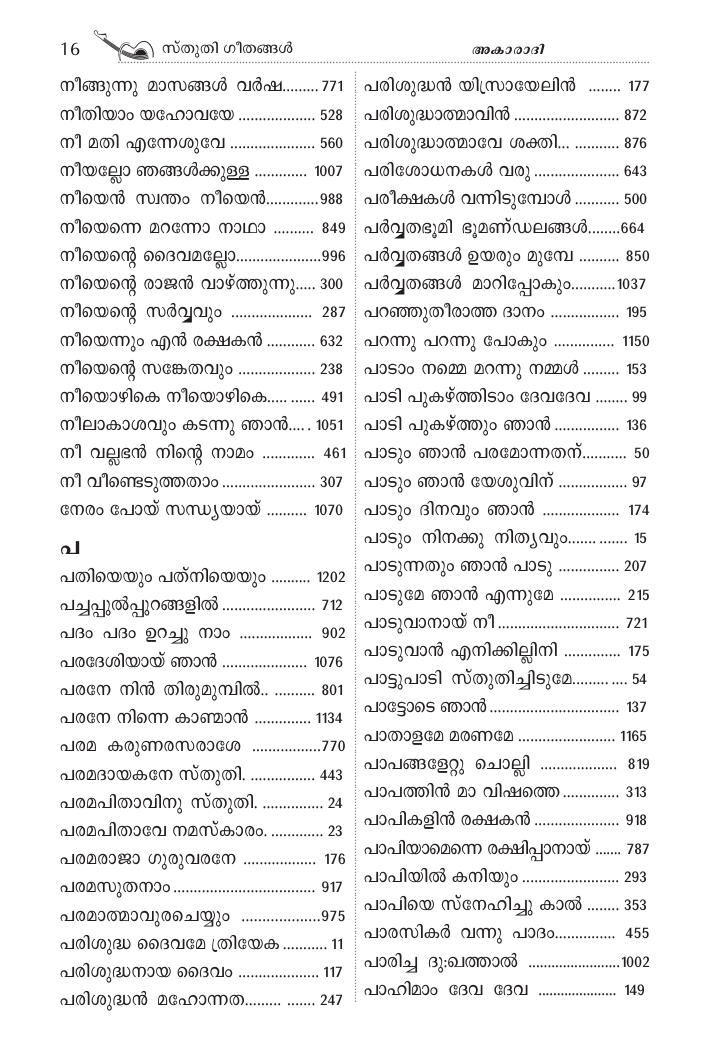 16 സ്തുതി ഗീതങ്ങൾ അകാരാദി
നീങ്ങുന്നു മാസങ്ങൾ വർഷ.........771
നീതിയാം യഹോവയേ ................... 528
നീ മതി എന്നേശുവേ ..................... 560
നീയല്ലോ ഞങ്ങൾക്കുള്ള ............. 1007
നീയെൻ സ്വന്തം നീയെൻ.............988
നീയെന്നെ മറന്നോ നാഥാ .......... 849
നീയെന്റെ ദൈവമല്ലോ.....................996
നീയെന്റെ രാജൻ വാഴ്ത്തുന്നു..... 300
നീയെന്റെ സർവ്വവും .................... 287
നീയെന്നും എൻ രക്ഷകൻ ............ 632
നീയെന്റെ സങ്കേതവും ................... 238
നീയൊഴികെ നീയൊഴികെ..... ...... 491
നീലാകാശവും കടന്നു ഞാൻ.... . 1051
നീ വല്ലഭൻ നിന്റെ നാമം ............. 461
നീ വീണ്ടെടുത്തതാം ....................... 307
നേരം പോയ് സന്ധ്യയായ് .......... 1070
പ
പതിയെയും പത്നിയെയും .......... 1202
പച്ചപ്പുൽപ്പുറങ്ങളിൽ ....................... 712
പദം പദം ഉറച്ചു നാം .................. 902
പരദേശിയായ് ഞാൻ ..................... 1076
പരനേ നിൻ തിരുമുമ്പിൽ.. .......... 801
പരനേ നിന്നെ കാണ്മാൻ .............. 1134
പരമ കരുണരസരാശേ .................770
പരമദായകനേ സ്തുതി. ................ 443
പരമപിതാവിനു സ്തുതി. ............... 24
പരമപിതാവേ നമസ്കാരം. ............. 23
പരമരാജാ ഗുരുവരനേ .................. 176
പരമസുതനാം ................................... 917
പരമാത്മാവുരചെയ്യും ...................975
പരിശുദ്ധ ദൈവമേ ത്രിയേക ........... 11
പരിശുദ്ധനായ ദൈവം .................... 117
പരിശുദ്ധൻ മഹോന്നത......... ....... 247
പരിശുദ്ധൻ യിസ്രായേലിൻ ........ 177
പരിശുദ്ധാത്മാവിൻ .......................... 872
പരിശുദ്ധാത്മാവേ ശക്തി... ........... 876
പരിശോധനകൾ വരു ..................... 643
പരീക്ഷകൾ വന്നിടുമ്പോൾ ........... 500
പർവ്വതഭൂമി ഭൂമണ്ഡലങ്ങൾ........664
പർവ്വതങ്ങൾ ഉയരും മുമ്പേ .......... 850
പർവ്വതങ്ങൾ മാറിപ്പോകും...........1037
പറഞ്ഞുതീരാത്ത ദാനം ................. 195
പറന്നു പറന്നു പോകും ............... 1150
പാടാം നമ്മെ മറന്നു നമ്മൾ ......... 153
പാടി പുകഴ്ത്തിടാം ദേവദേവ ........ 99
പാടി പുകഴ്ത്തും ഞാൻ ................ 136
പാടും ഞാൻ പരമോന്നതന്........... 50
പാടും ഞാൻ യേശുവിന് ................. 97
പാടും ദിനവും ഞാൻ ................... 174
പാടും നിനക്കു നിത്യവും....... ....... 15
പാടുന്നതും ഞാൻ പാടു ............... 207
പാടുമേ ഞാൻ എന്നുമേ ............... 215
പാടുവാനായ് നീ .............................. 721
പാടുവാൻ എനിക്കില്ലിനി .............. 175
പാട്ടുപാടി സ്തുതിച്ചിടുമേ......... .... 54
പാട്ടോടെ ഞാൻ ................................ 137
പാതാളമേ മരണമേ ........................ 1165
പാപങ്ങളേറ്റു ചൊല്ലി ................... 819
പാപത്തിൻ മാ വിഷത്തെ .............. 313
പാപികളിൻ രക്ഷകൻ ..................... 918
പാപിയാമെന്നെ രക്ഷിപ്പാനായ് ....... 787
പാപിയിൽ കനിയും ........................ 293
പാപിയെ സ്നേഹിച്ചു കാൽ ........ 353
പാരസികർ വന്നു പാദം............... 455
പാരിച്ച ദു:ഖത്താൽ .......................1002
പാഹിമാം ദേവ ദേവ ..................... 149